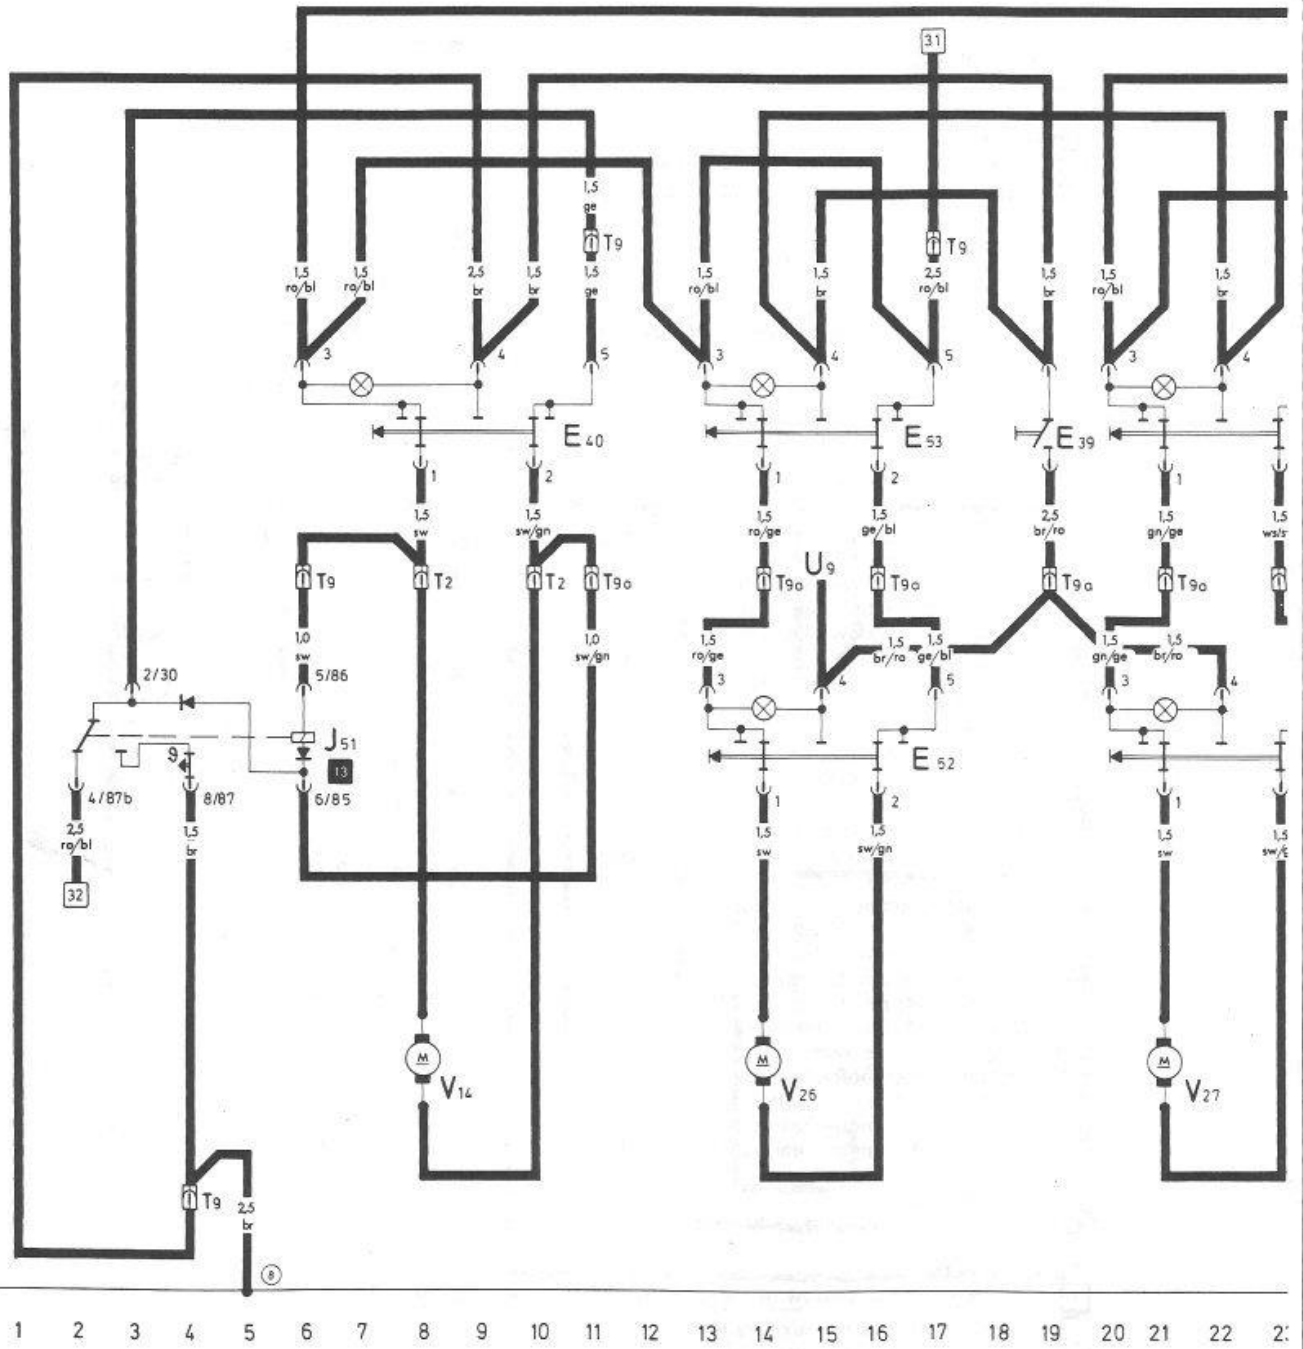 31
1,5
ge
T9
T9
1,5
ro/bl
1,5
ro/bl
2,5
br
1,5
br
1,5
ge
1,5
ro/bl
1,5
br
2,5
ro/bl
1,5
br
1,5
ro/bl
1,5
br
3
4
5
3
4
5
3
4
E40
E53
E39
1
2
1
2
1
1,5
sw
1,5
sw/gn
1,5
ro/ge
1,5
ge/bl
2,5
br/ro
1,5
gn/ge
1,5
U9
T9
T2
T2
T9a
T9a
T9a
T9a
T9a
1,0
sw
1,0
sw/gn
1,5
ro/ge
1,5
br/ro
1,5
ge/bl
1,5
gn/ge
1,5
br/ro
2/30
5/86
3
4
5
3
4
J51
13
E52
4/87b
8/87
6/85
1
2
1
2,5
ro/bl
1,5
br
1,5
sw
1,5
sw/gn
1,5
sw
1,5
32
M
V14
M
V26
M
V27
T9
2,5
br
8
1 2 3 4 5 6 7 8 9 10 11 12 13 14 15 16 17 18 19 20 21 22